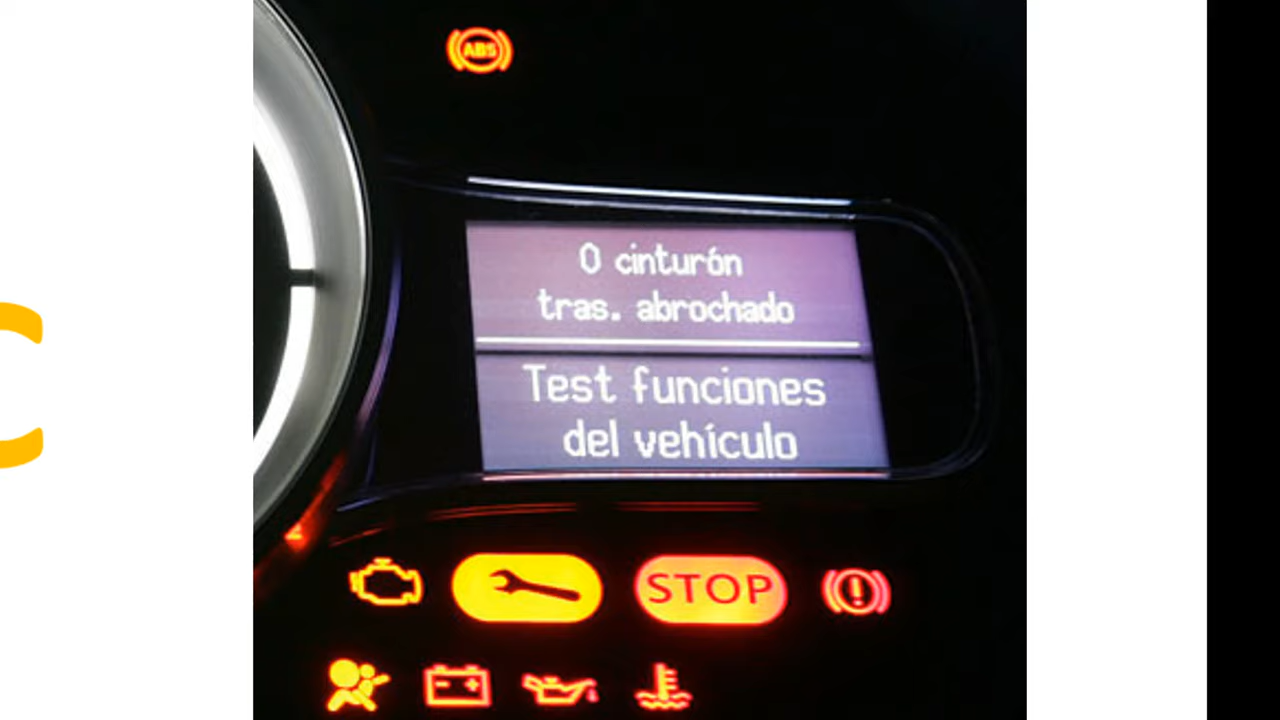 ABS
0 cinturón
tras. abrochado
Test funciones
del vehículo
STOP